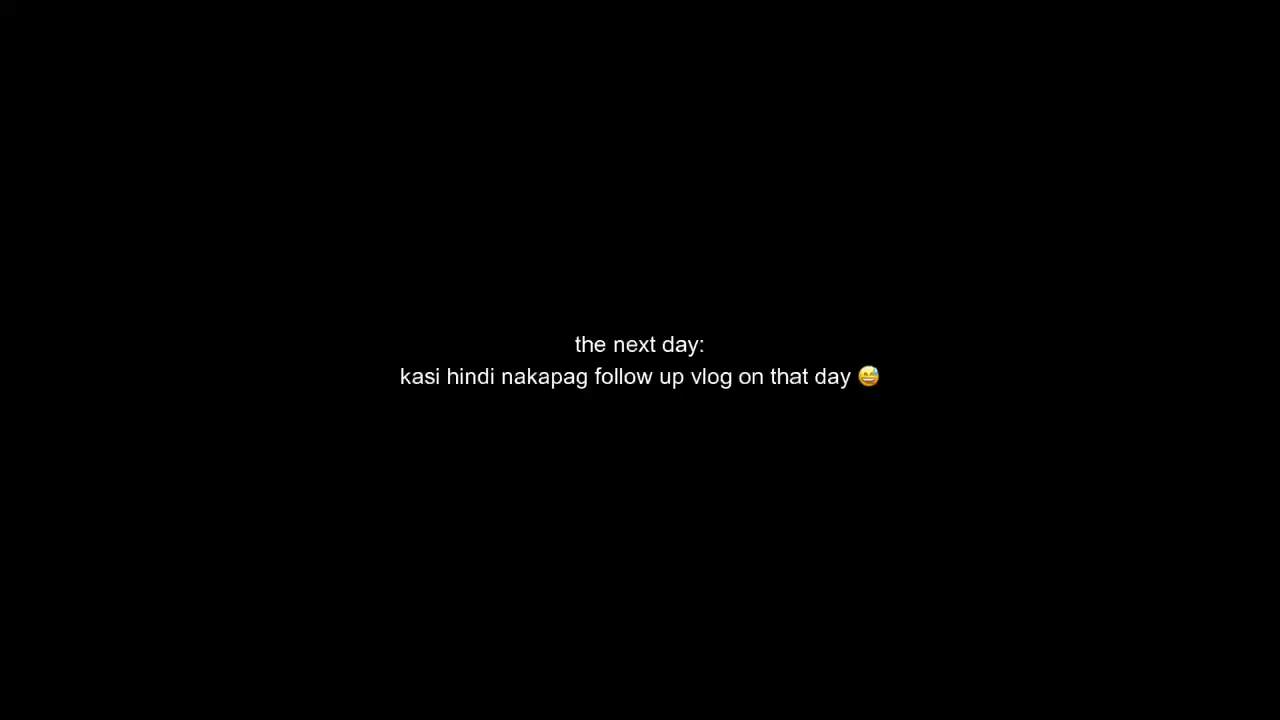 the next day:
kasi hindi nakapag follow up vlog on that day 😅